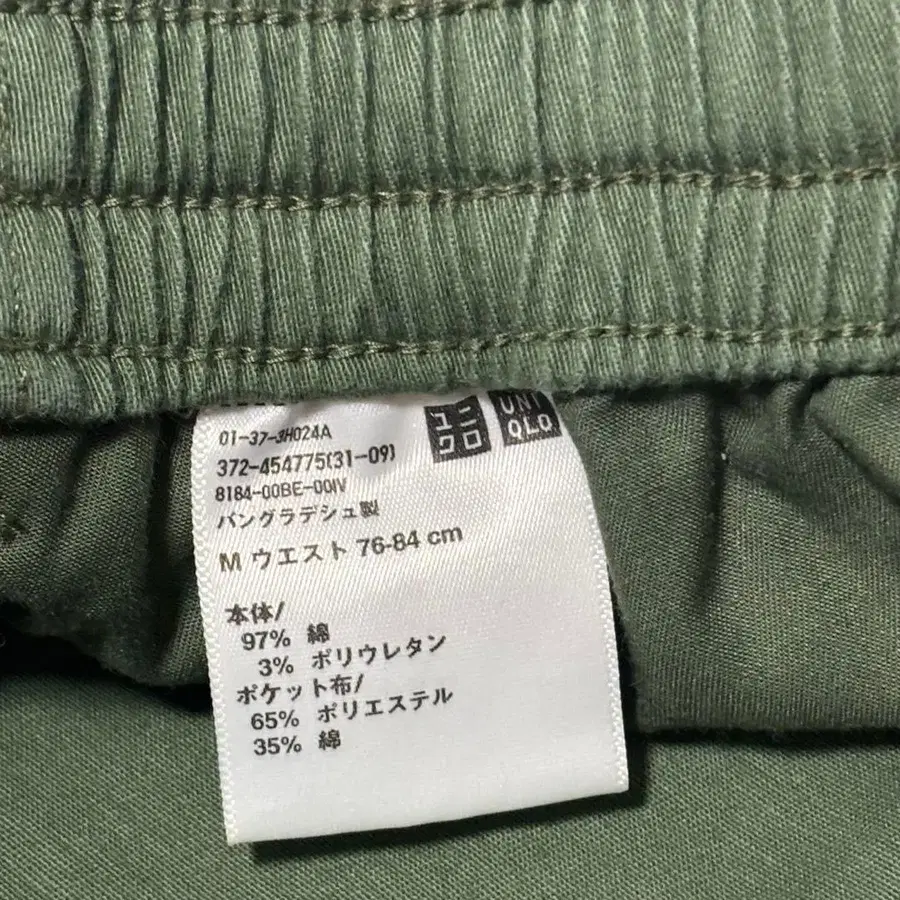 ユニクロ
UNIQLO
01-37-3H024A
372-454775(31-09)
8184-00BE-00IV
バングラデシュ製
M ウエスト 76-84 cm
本体/
97% 綿
3% ポリウレタン
ポケット布/
65% ポリエステル
35% 綿